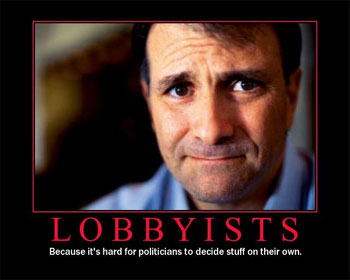 LOBBYISTS
Because it's hard for politicians to decide stuff on their own.